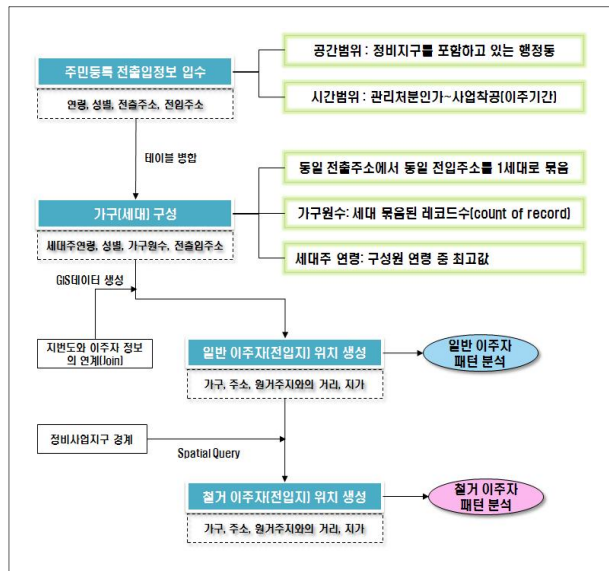 주민등록 전출입정보 입수
연령, 성별, 전출주소, 전입주소
공간범위 : 정비지구를 포함하고 있는 행정동
시간범위 : 관리처분인가~사업착공(이주기간)
테이블 병합
가구(세대) 구성
세대주연령, 성별, 가구원수, 전출입주소
동일 전출주소에서 동일 전입주소를 1세대로 묶음
가구원수: 세대 묶음된 레코드수(count of record)
세대주 연령: 구성원 연령 중 최고값
GIS데이터 생성
지번도와 이주자 정보
의 연계(Join)
일반 이주자(전입지) 위치 생성
가구, 주소, 원거주지와의 거리, 지가
일반 이주자
패턴 분석
정비사업지구 경계
Spatial Query
철거 이주자(전입지) 위치 생성
가구, 주소, 원거주지와의 거리, 지가
철거 이주자
패턴 분석